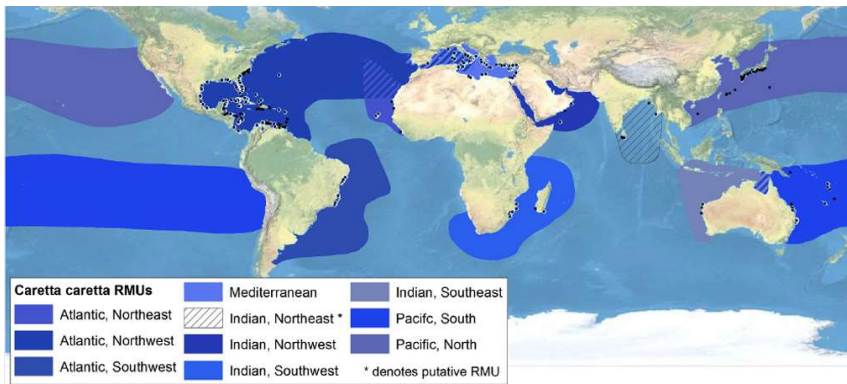 Caretta caretta RMUs
Atlantic, Northeast
Atlantic, Northwest
Atlantic, Southwest
Mediterranean
Indian, Northeast *
Indian, Northwest
Indian, Southwest
Indian, Southeast
Pacifc, South
Pacific, North
* denotes putative RMU